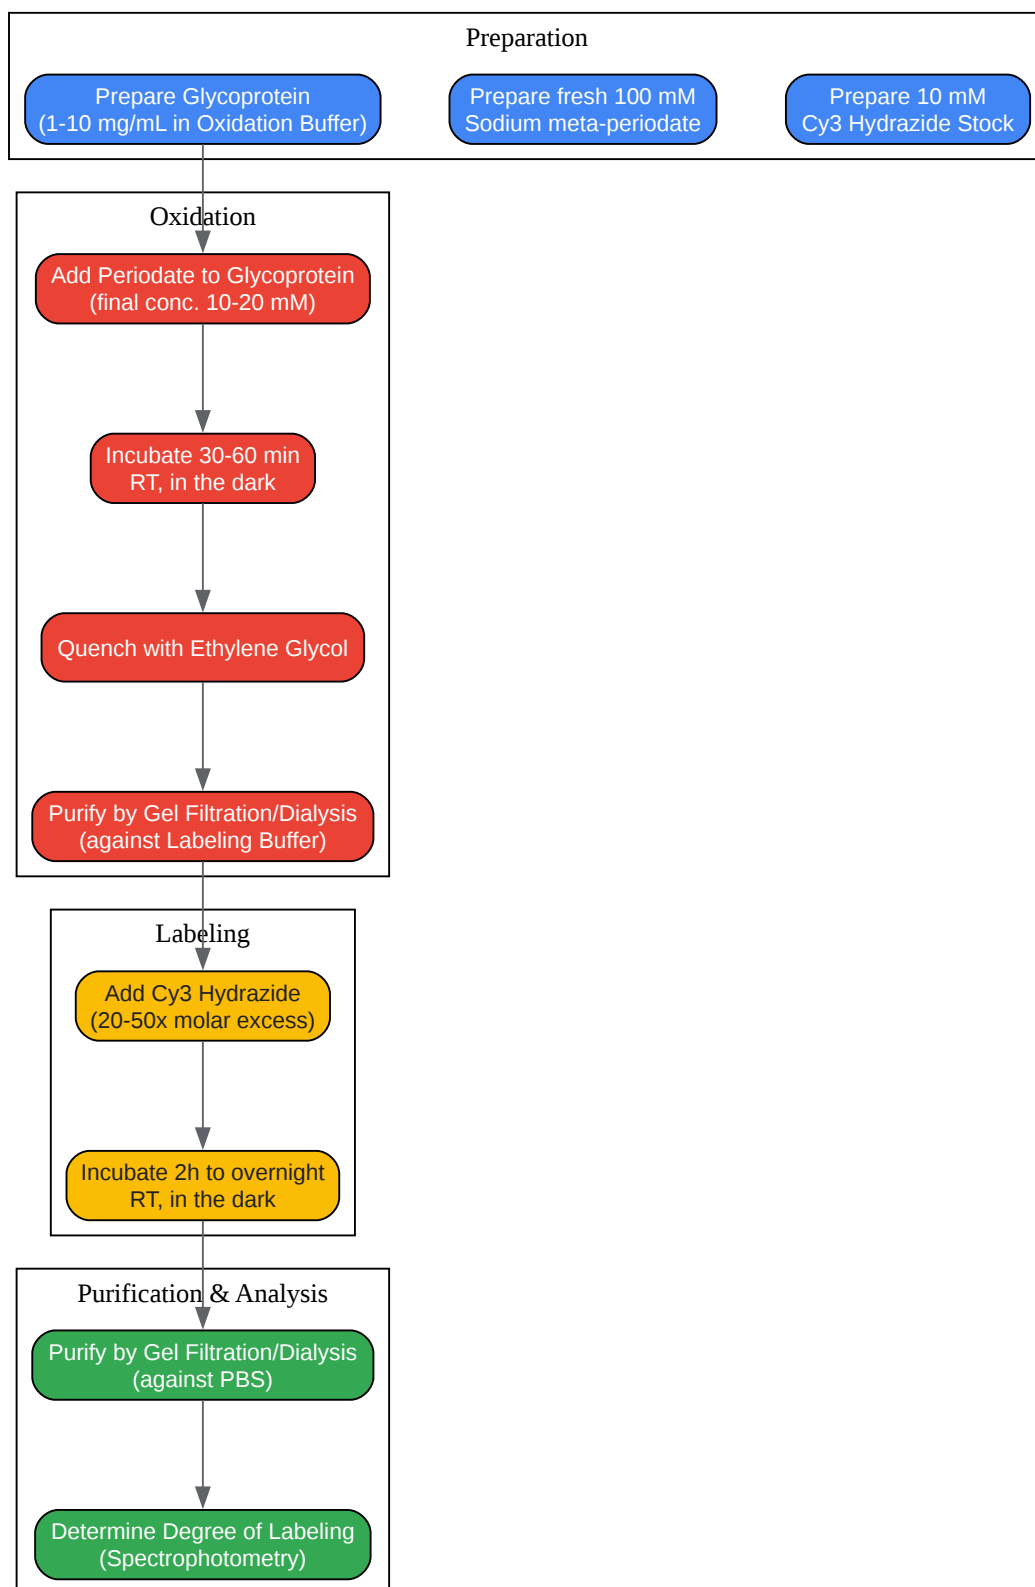 Preparation
Prepare Glycoprotein
(1-10 mg/mL in Oxidation Buffer)
Prepare fresh 100 mM
Sodium meta-periodate
Prepare 10 mM
Cy3 Hydrazide Stock
Oxidation
Add Periodate to Glycoprotein
(final conc. 10-20 mM)
Incubate 30-60 min
RT, in the dark
Quench with Ethylene Glycol
Purify by Gel Filtration/Dialysis
(against Labeling Buffer)
Labeling
Add Cy3 Hydrazide
(20-50x molar excess)
Incubate 2h to overnight
RT, in the dark
Purification & Analysis
Purify by Gel Filtration/Dialysis
(against PBS)
Determine Degree of Labeling
(Spectrophotometry)